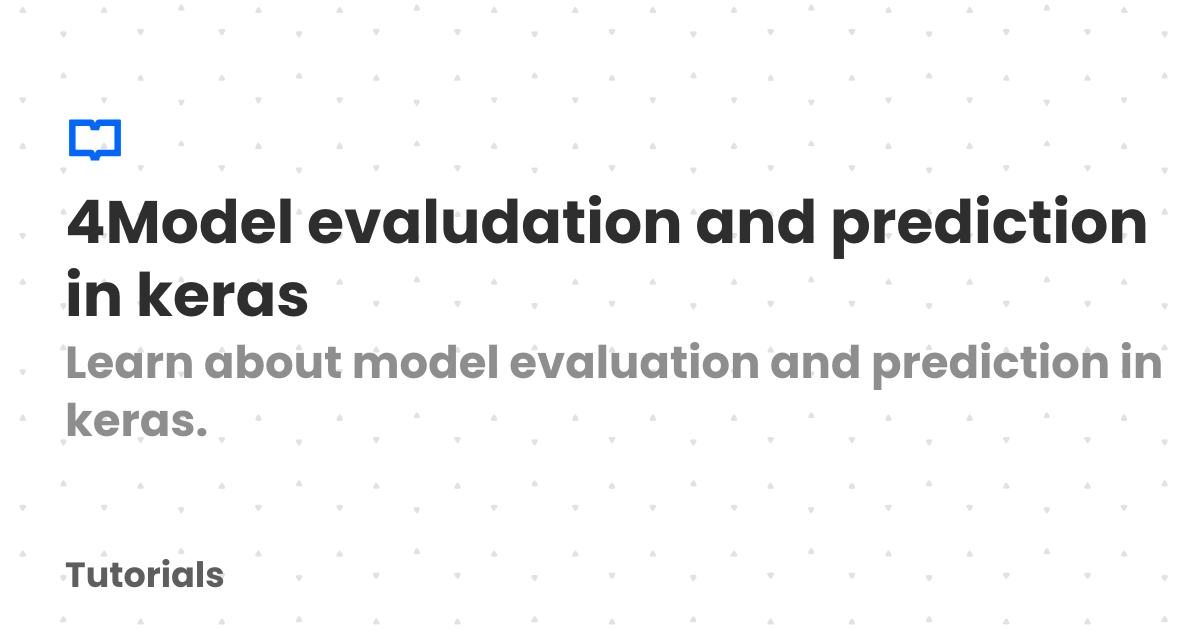 4Model evaludation and prediction
in keras
Learn about model evaluation and prediction in
keras.
Tutorials